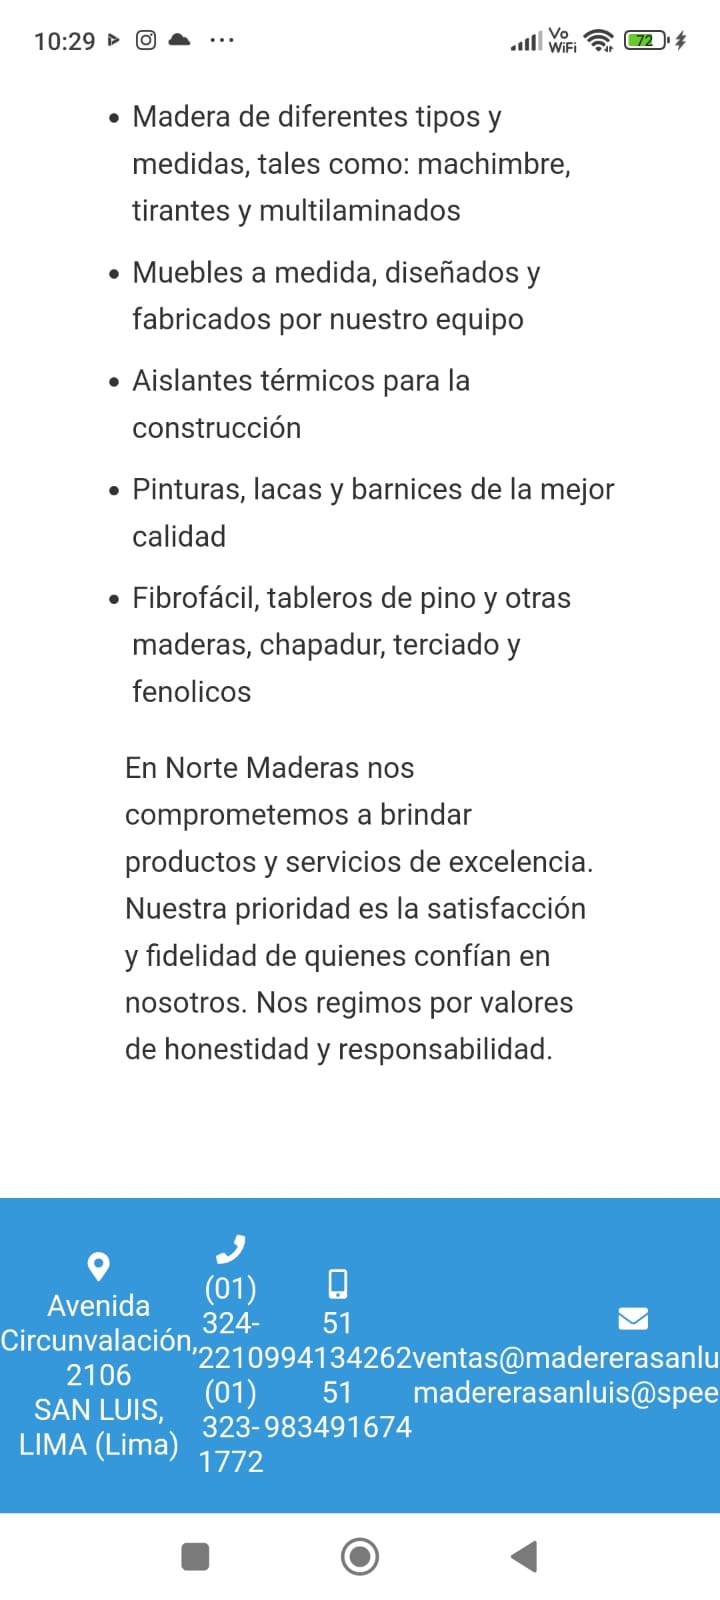 10:29
Vo
WiFi
72
Madera de diferentes tipos y
medidas, tales como: machimbre,
tirantes y multilaminados
Muebles a medida, diseñados y
fabricados por nuestro equipo
Aislantes térmicos para la
construcción
Pinturas, lacas y barnices de la mejor
calidad
Fibrofácil, tableros de pino y otras
maderas, chapadur, terciado y
fenolicos
En Norte Maderas nos
comprometemos a brindar
productos y servicios de excelencia.
Nuestra prioridad es la satisfacción
y fidelidad de quienes confían en
nosotros. Nos regimos por valores
de honestidad y responsabilidad.
Avenida
Circunvalación,
2106
SAN LUIS,
LIMA (Lima)
(01)
324-
2210
(01)
323-
1772
51
994134262
51
983491674
ventas@madererasanlu
madererasanluis@spee